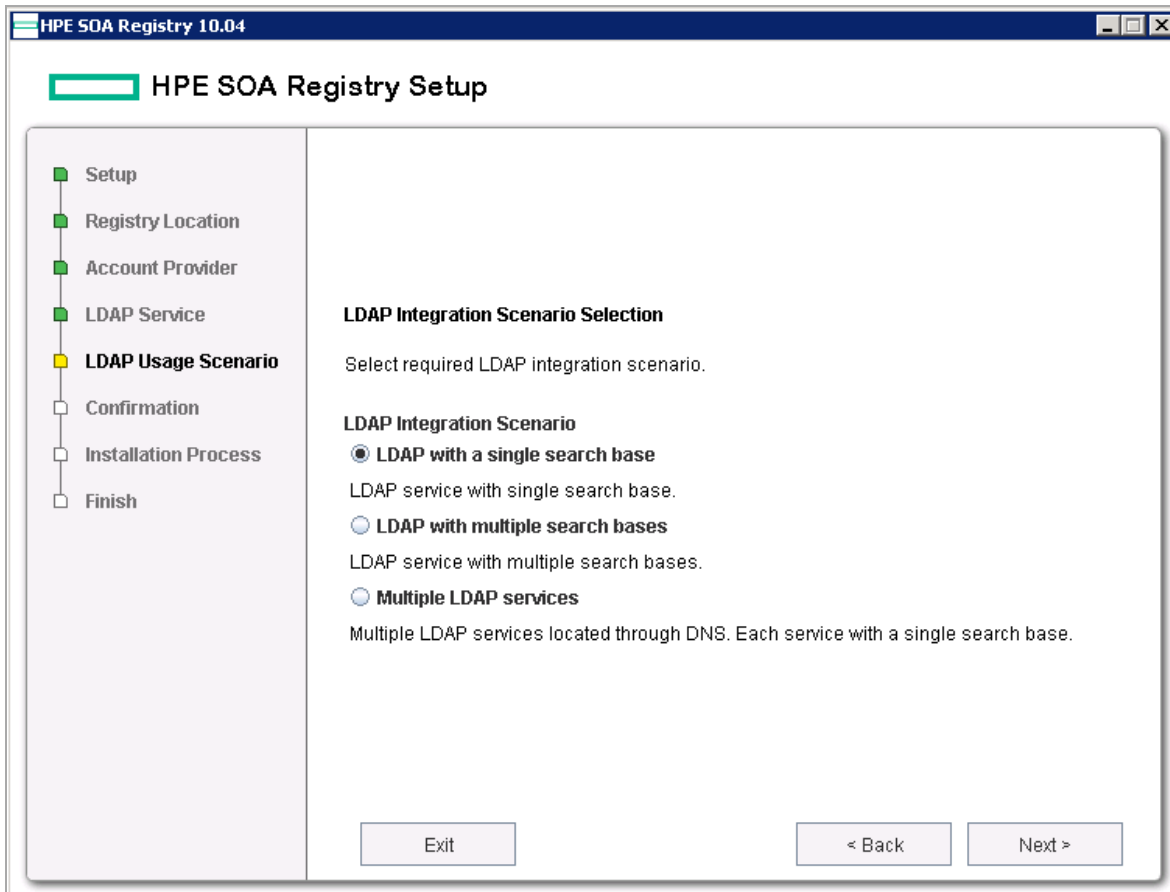 HPE SOA Registry 10.04
HPE SOA Registry Setup
Setup
Registry Location
Account Provider
LDAP Service
LDAP Usage Scenario
Confirmation
Installation Process
Finish
LDAP Integration Scenario Selection
Select required LDAP integration scenario.
LDAP Integration Scenario
LDAP with a single search base
LDAP service with single search base.
LDAP with multiple search bases
LDAP service with multiple search bases.
Multiple LDAP services
Multiple LDAP services located through DNS. Each service with a single search base.
Exit
< Back
Next >